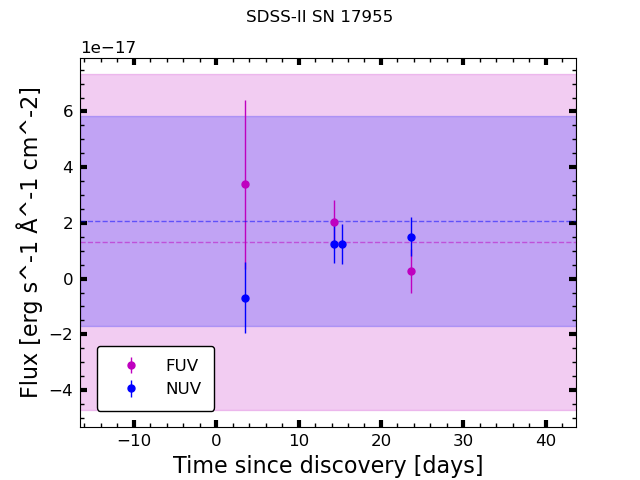 SDSS-II SN 17955
1e−17
6
4
2
0
−2
−4
Flux [erg s^-1 Å^-1 cm^-2]
FUV
NUV
−10 0 10 20 30 40
Time since discovery [days]